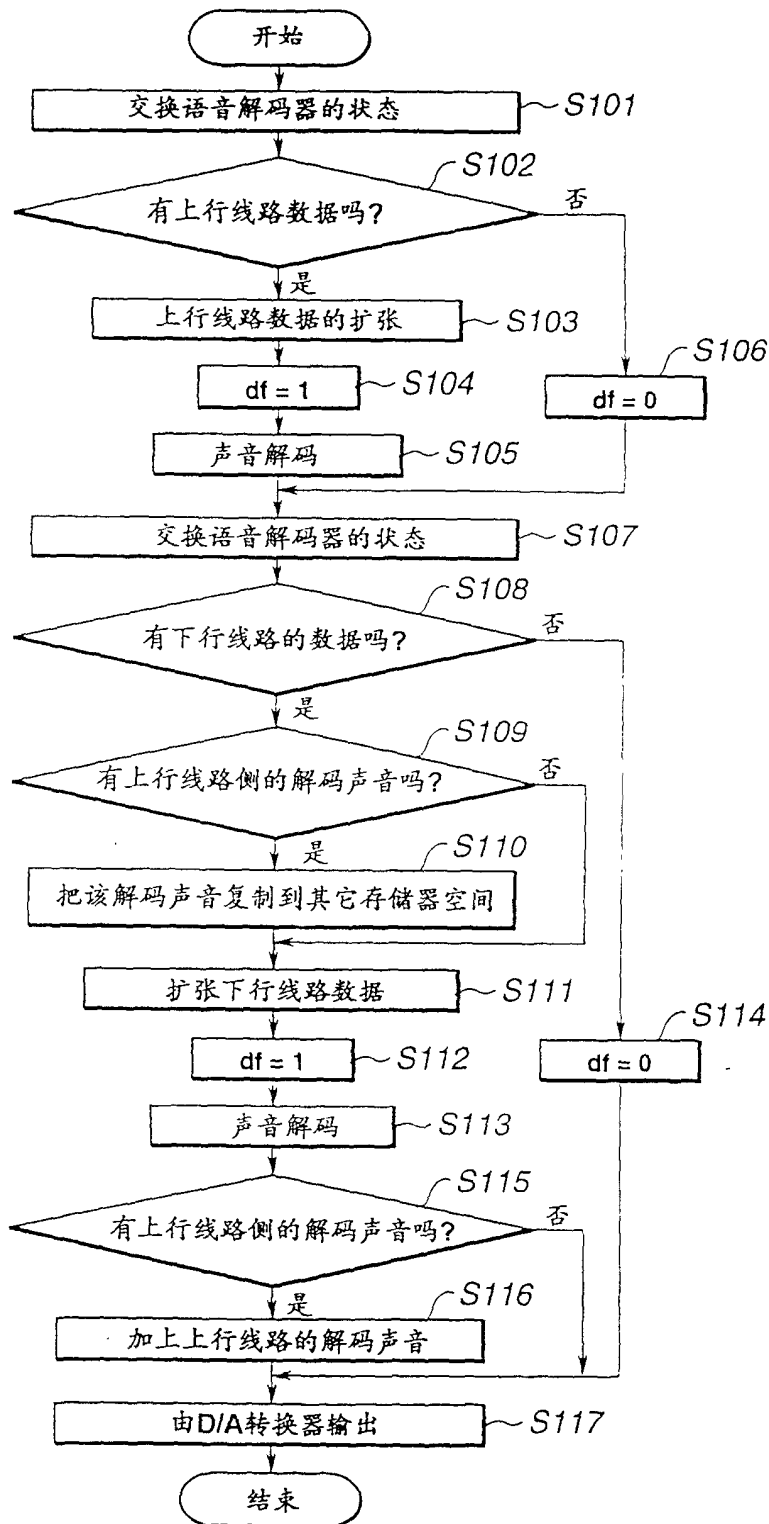 开始
交换语音解码器的状态 S101
S102
有上行线路数据吗? 否
是
上行线路数据的扩张 S103
S106
df = 1 S104
df = 0
声音解码 S105
交换语音解码器的状态 S107
S108
有下行线路的数据吗? 否
是
S109
有上行线路侧的解码声音吗? 否
是 S110
把该解码声音复制到其它存储器空间
扩张下行线路数据 S111
S114
df = 1 S112
df = 0
声音解码 S113
S115
有上行线路侧的解码声音吗? 否
是 S116
加上上行线路的解码声音
由D/A转换器输出 S117
结束